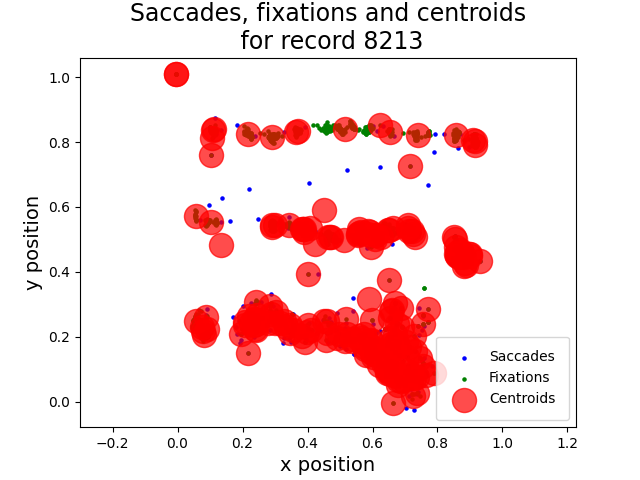 Saccades, fixations and centroids
for record 8213
1.0
0.8
0.6
0.4
0.2
0.0
y position
−0.2
0.0
0.2
0.4
0.6
0.8
1.0
1.2
x position
Saccades
Fixations
Centroids